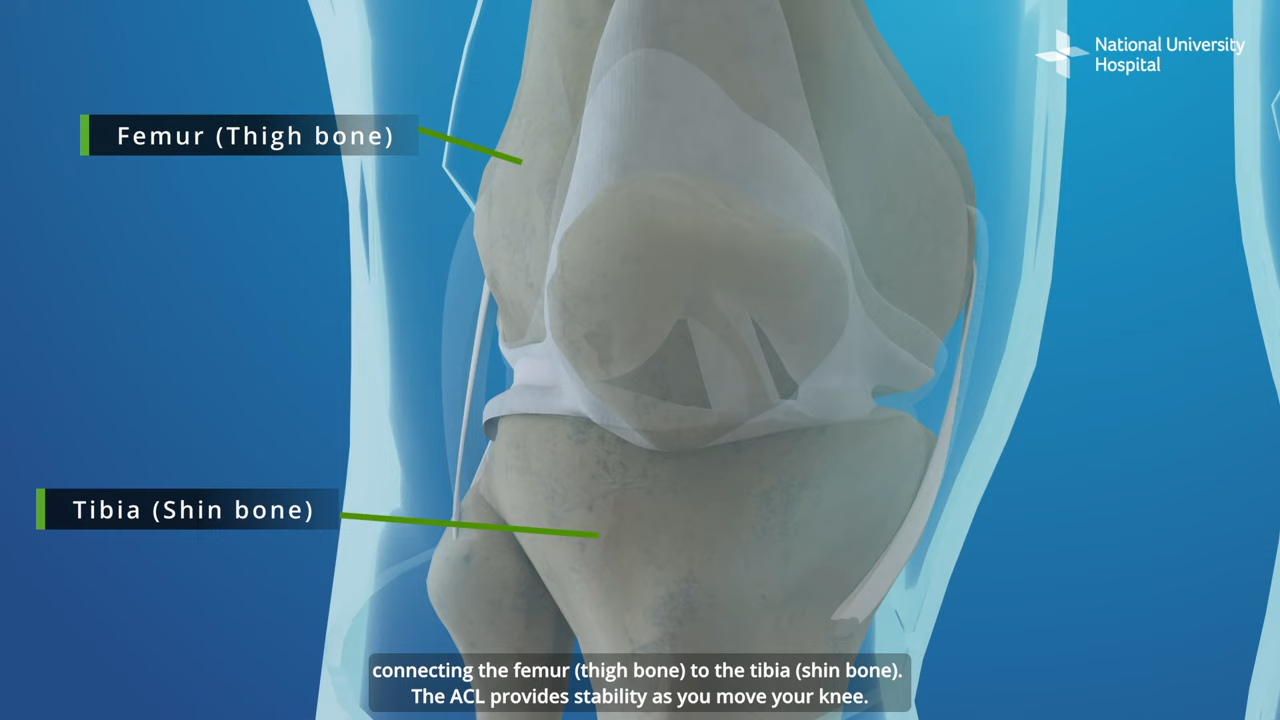 National University
Hospital
Femur (Thigh bone)
Tibia (Shin bone)
connecting the femur (thigh bone) to the tibia (shin bone).
The ACL provides stability as you move your knee.